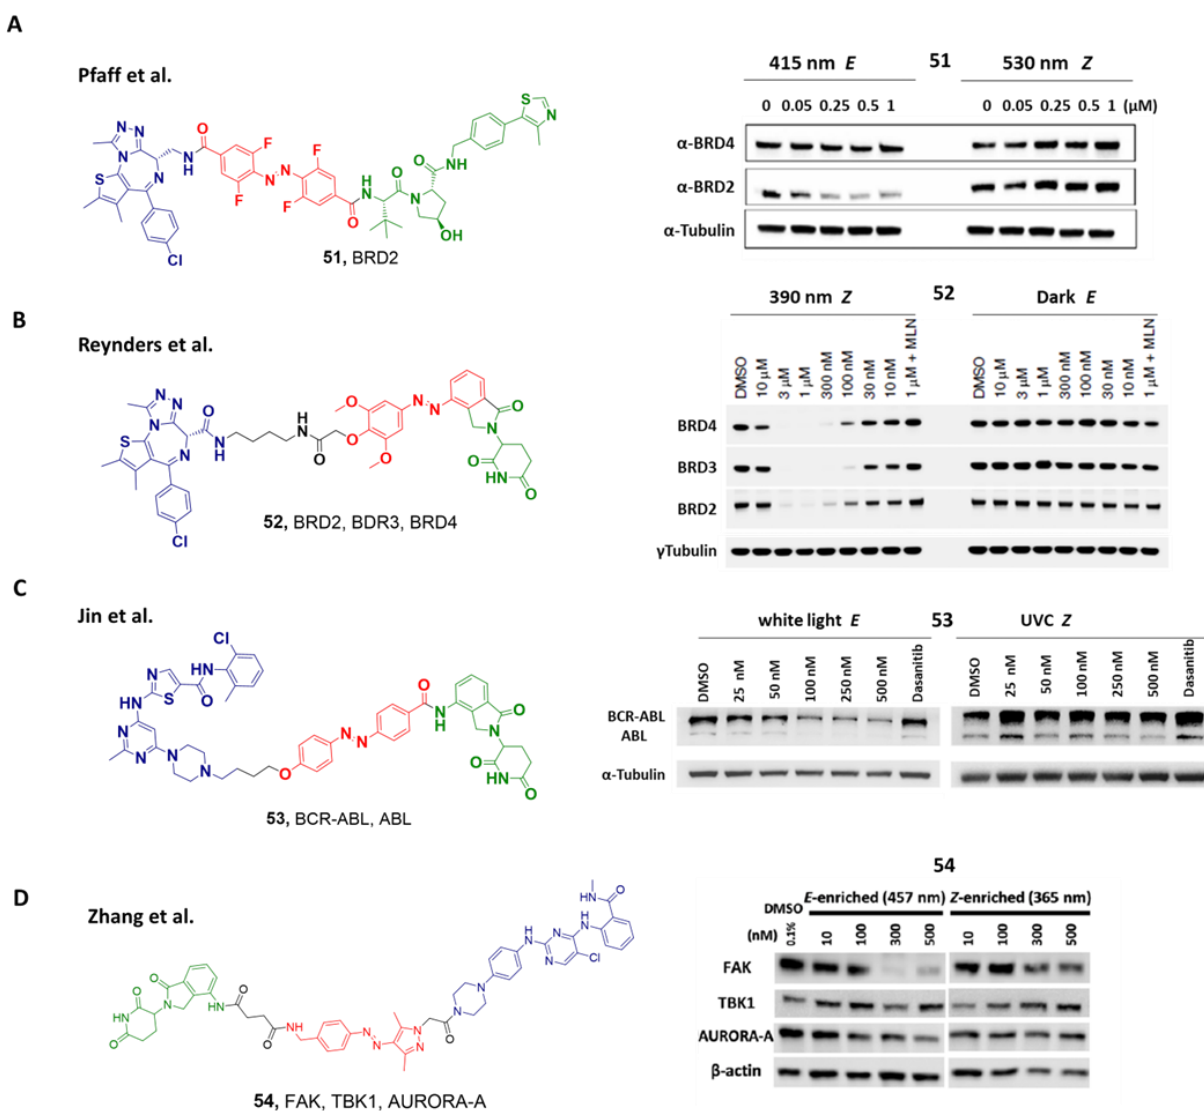 A
Pfaff et al.
51, BRD2
415 nm E 51 530 nm Z
0 0.05 0.25 0.5 1 0 0.05 0.25 0.5 1 (μM)
α-BRD4
α-BRD2
α-Tubulin
B
Reynders et al.
52, BRD2, BDR3, BRD4
390 nm Z 52 Dark E
DMSO 10 μM 3 μM 1 μM 300 nM 100 nM 30 nM 10 nM 1 μM + MLN DMSO 10 μM 3 μM 1 μM 300 nM 100 nM 30 nM 10 nM 1 μM + MLN
BRD4
BRD3
BRD2
γTubulin
C
Jin et al.
53, BCR-ABL, ABL
white light E 53 UVC Z
DMSO 25 nM 50 nM 100 nM 250 nM 500 nM Dasanitib DMSO 25 nM 50 nM 100 nM 250 nM 500 nM Dasanitib
BCR-ABL
ABL
α-Tubulin
D
Zhang et al.
54, FAK, TBK1, AURORA-A
54
DMSO E-enriched (457 nm) Z-enriched (365 nm)
(nM) 0.1% 10 100 300 500 10 100 300 500
FAK
TBK1
AURORA-A
β-actin